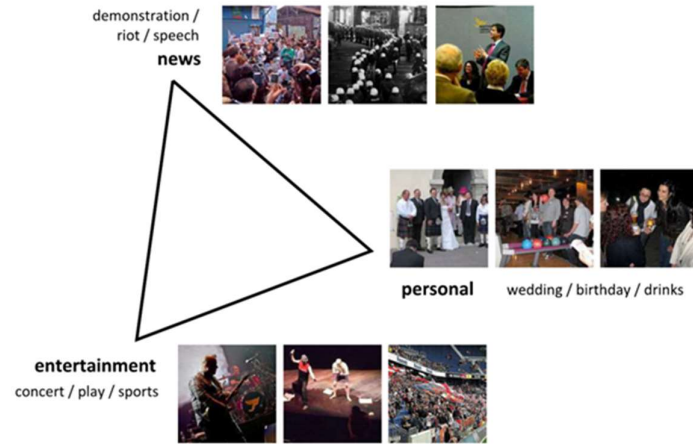 demonstration /
riot / speech
news
personal
wedding / birthday / drinks
entertainment
concert / play / sports